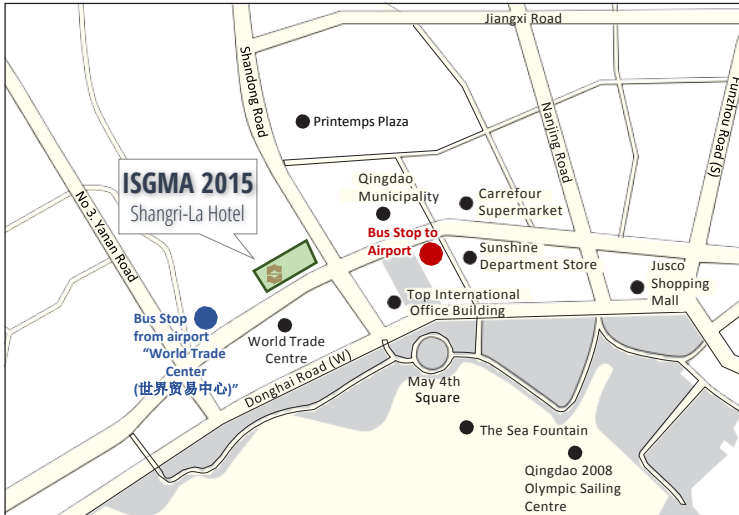 Jiangxi Road
Shandong Road
Funzhou Road (S)
Nanjing Road
Printemps Plaza
No 3. Yanan Road
ISGMA 2015
Shangri-La Hotel
Qingdao
Municipality
Carrefour
Supermarket
Bus Stop to
Airport
Sunshine
Department Store
Jusco
Shopping
Mall
Top International
Office Building
Bus Stop
from airport
“World Trade
Center
(世界贸易中心)”
World Trade
Centre
Donghai Road (W)
May 4th
Square
The Sea Fountain
Qingdao 2008
Olympic Sailing
Centre